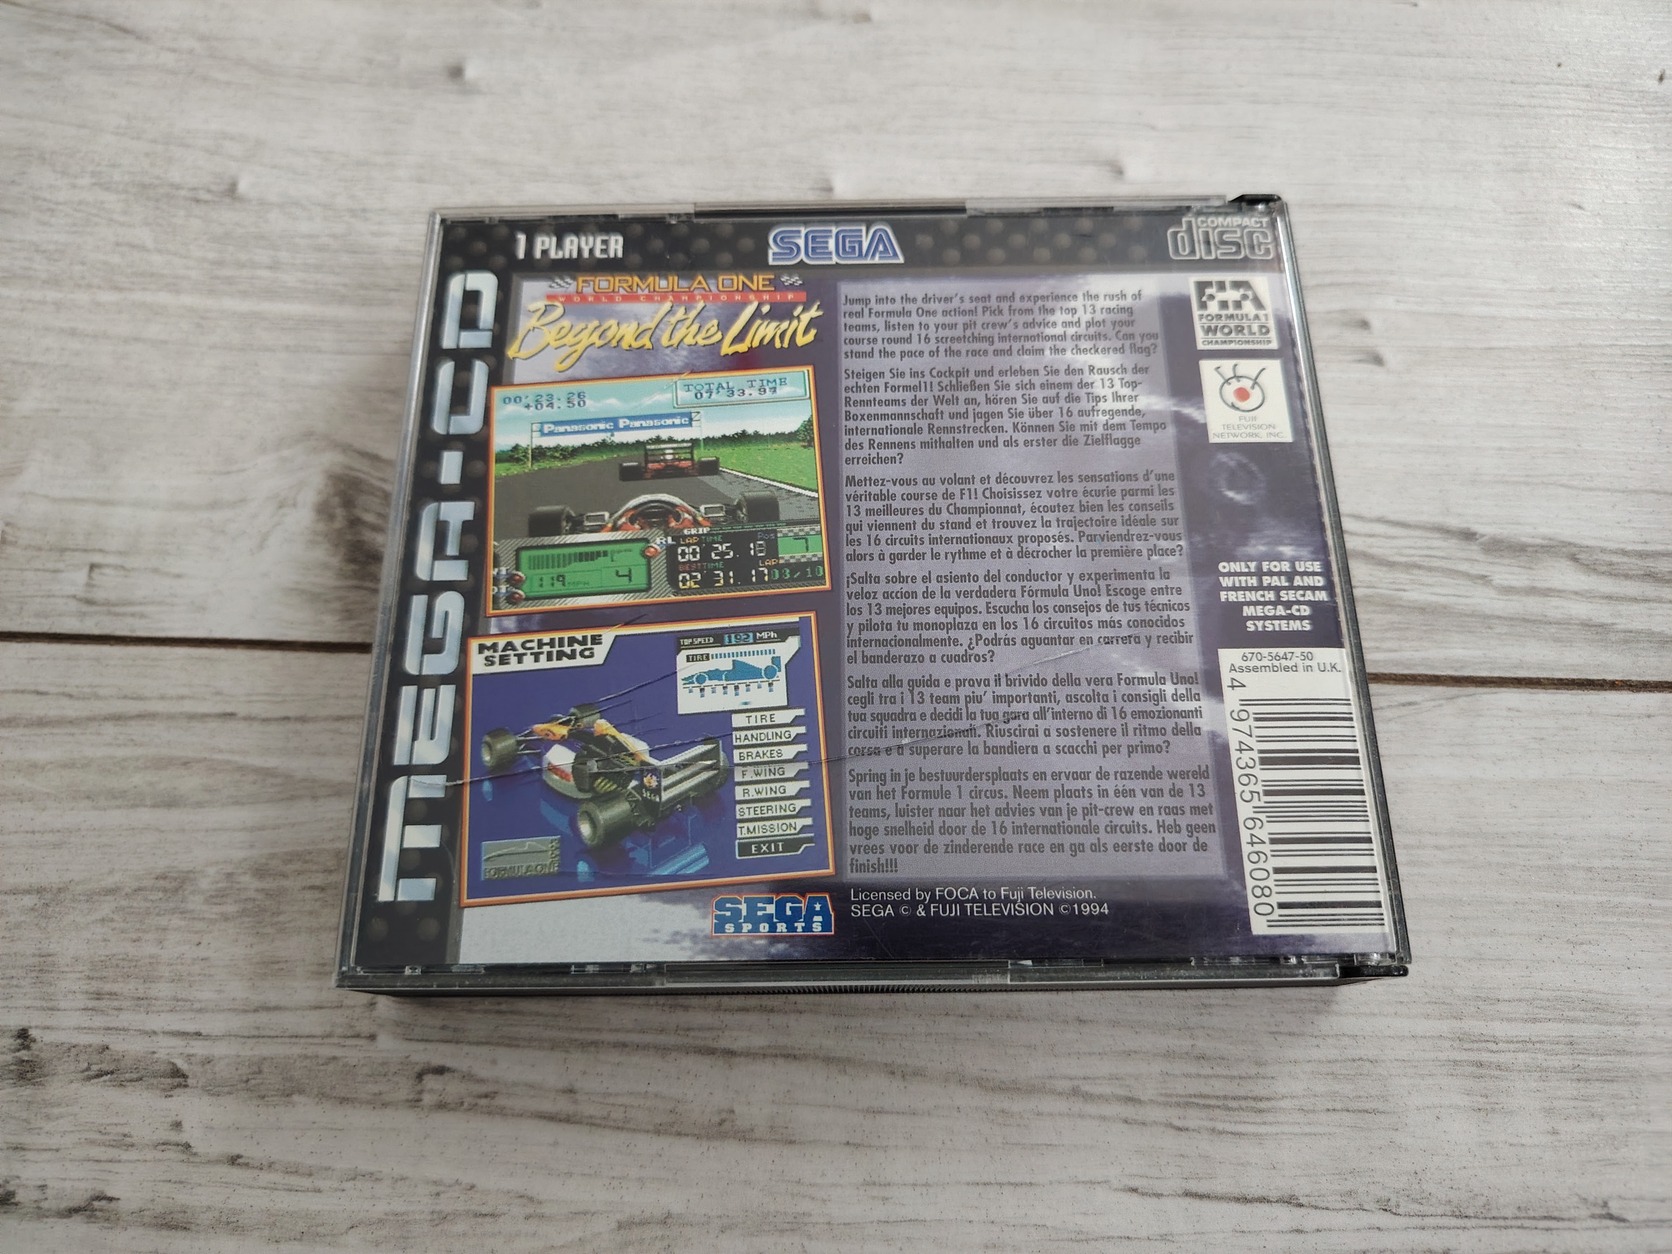 1 PLAYER
SEGA
COMPACT
disc
MEGA-CD
FORMULA ONE
WORLD CHAMPIONSHIP
Beyond the Limit
00'23.26
+04.50
TOTAL TIME
07'33.97
Panasonic Panasonic
GRIP
RL
LAP TIME
00'25.18
Pos
7
BEST TIME
02'31.17
LAP
03/10
119 MPH
4
MACHINE
SETTING
TOP SPEED 192 MPh
TIRE
TIRE
HANDLING
BRAKES
F.WING
R.WING
STEERING
T.MISSION
EXIT
SEGA
FORMULA ONE
SEGA
SPORTS
Jump into the driver's seat and experience the rush of
real Formula One action! Pick from the top 13 racing
teams, listen to your pit crew's advice and plot your
course round 16 screetching international circuits. Can you
stand the pace of the race and claim the checkered flag?
Steigen Sie ins Cockpit und erleben Sie den Rausch der
echten Formel1! Schließen Sie sich einem der 13 Top-
Rennteams der Welt an, hören Sie auf die Tips Ihrer
Boxenmannschaft und jagen Sie über 16 aufregende,
internationale Rennstrecken. Können Sie mit dem Tempo
des Rennens mithalten und als erster die Zielflagge
erreichen?
Mettez-vous au volant et découvrez les sensations d'une
véritable course de F1! Choisissez votre écurie parmi les
13 meilleures du Championnat, écoutez bien les conseils
qui viennent du stand et trouvez la trajectoire idéale sur
les 16 circuits internationaux proposés. Parviendrez-vous
alors à garder le rythme et à décrocher la première place?
¡Salta sobre el asiento del conductor y experimenta la
veloz accíon de la verdadera Fórmula Uno! Escoge entre
los 13 mejores equipos. Escucha los consejos de tus técnicos
y pilota tu monoplaza en los 16 circuitos más conocidos
internacionalmente. ¿Podrás aguantar en carrera y recibir
el banderazo a cuadros?
Salta alla guida e prova il brivido della vera Formula Uno!
cegli tra i 13 team piu' importanti, ascolta i consigli della
tua squadra e decidi la tua gara all'interno di 16 emozionanti
circuiti internazionali. Riuscirai a sostenere il ritmo della
corsa e a superare la bandiera a scacchi per primo?
Spring in je bestuurdersplaats en ervaar de razende wereld
van het Formule 1 circus. Neem plaats in één van de 13
teams, luister naar het advies van je pit-crew en raas met
hoge snelheid door de 16 internationale circuits. Heb geen
vrees voor de zinderende race en ga als eerste door de
finish!!!
Licensed by FOCA to Fuji Television.
SEGA © & FUJI TELEVISION ©1994
FIA
FORMULA 1
WORLD
CHAMPIONSHIP
FUJI
TELEVISION
NETWORK, INC.
ONLY FOR USE
WITH PAL AND
FRENCH SECAM
MEGA-CD
SYSTEMS
670-5647-50
Assembled in U.K.
4 974365 646080